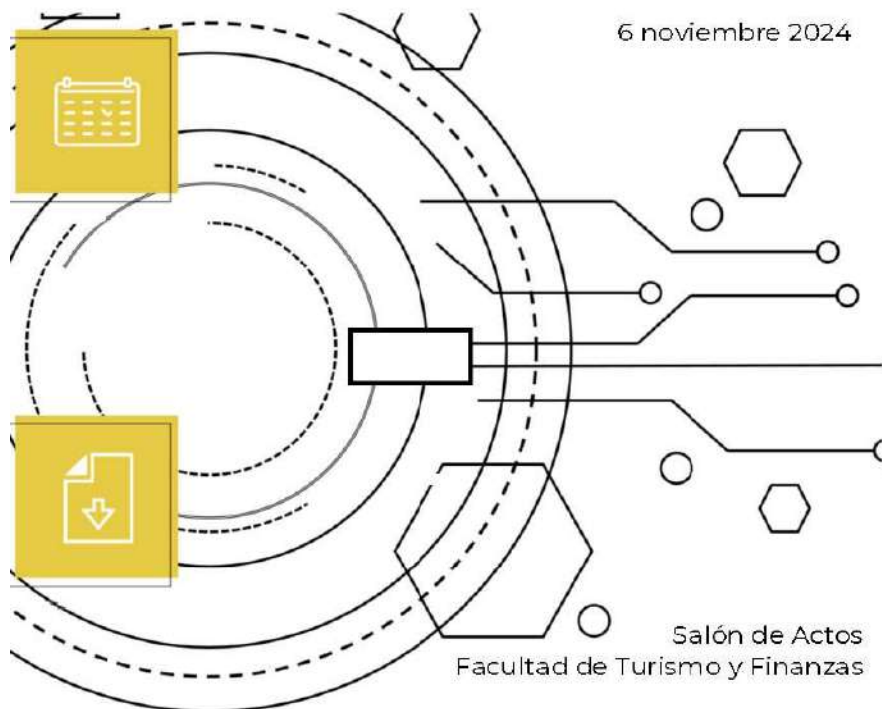 6 noviembre 2024
Salón de Actos
Facultad de Turismo y Finanzas